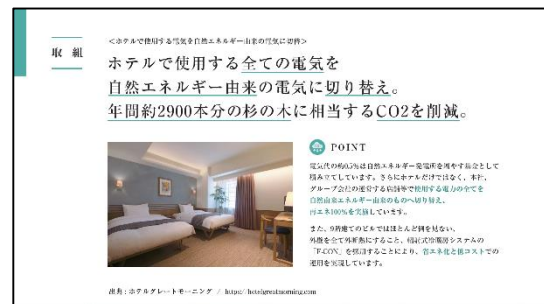 取 組
<ホテルで使用する電気を自然エネルギー由来の電気に切替>
ホテルで使用する全ての電気を
自然エネルギー由来の電気に切り替え。
年間約2900本分の杉の木に相当するCO2を削減。
POINT
電気代の約0.5%は自然エネルギー発電所を増やす基金として
積み立てしています。さらにホテルだけではなく、本社、
グループ会社の運営する店舗等で使用する電力の全てを
自然由来エネルギー由来のものへ切り替え、
再エネ100%を実施しています。
また、9階建てのビルではほとんど例を見ない、
外壁を全て外断熱にすること、輻射式冷暖房システムの
「F-CON」を採用することにより、省エネ化と低コストでの
運用を実現しています。
出典:ホテルグレートモーニング / https://hotelgreatmorning.com